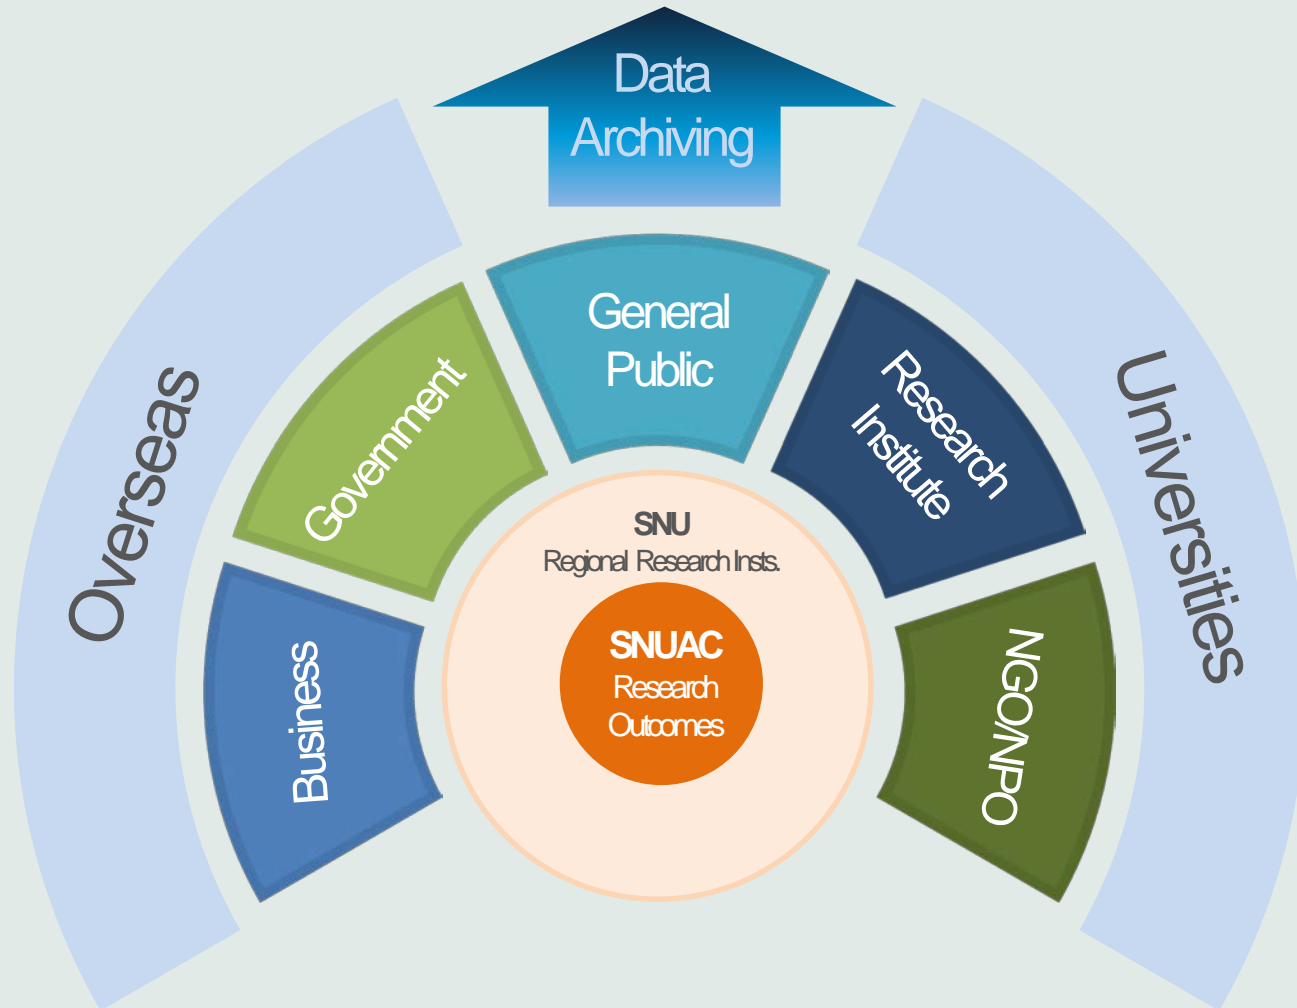 Data
Archiving
General
Public
Government
Research
Institute
Overseas
Universities
Business
NGO/NPO
SNU
Regional Research Insts.
SNUAC
Research
Outcomes